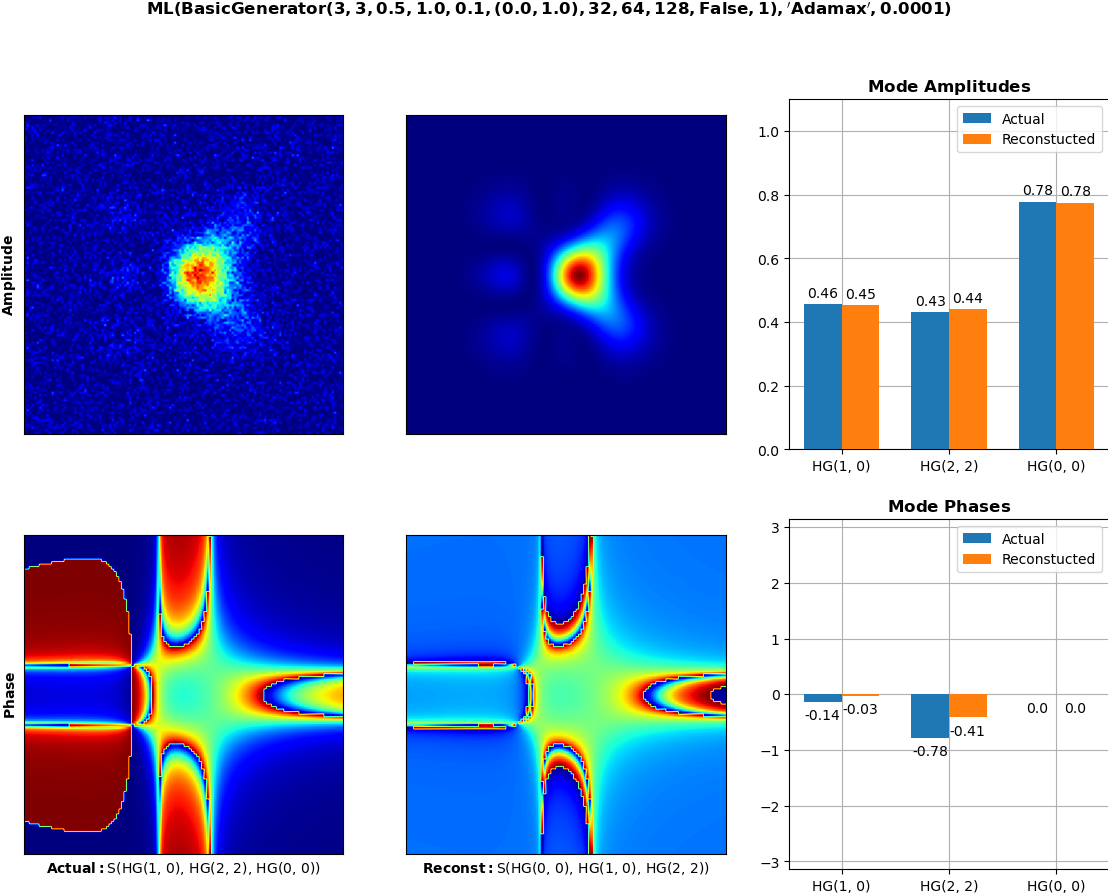 ML(BasicGenerator(3, 3, 0.5, 1.0, 0.1, (0.0, 1.0), 32, 64, 128, False, 1), ′Adamax′, 0.0001)
Amplitude
Mode Amplitudes
Actual
Reconstucted
1.0
0.8
0.6
0.4
0.2
0.0
0.46
0.45
0.43
0.44
0.78
0.78
HG(1, 0)
HG(2, 2)
HG(0, 0)
Phase
Actual: S(HG(1, 0), HG(2, 2), HG(0, 0))
Reconst: S(HG(0, 0), HG(1, 0), HG(2, 2))
Mode Phases
Actual
Reconstucted
3
2
1
0
−1
−2
−3
-0.14
-0.03
-0.78
-0.41
0.0
0.0
HG(1, 0)
HG(2, 2)
HG(0, 0)